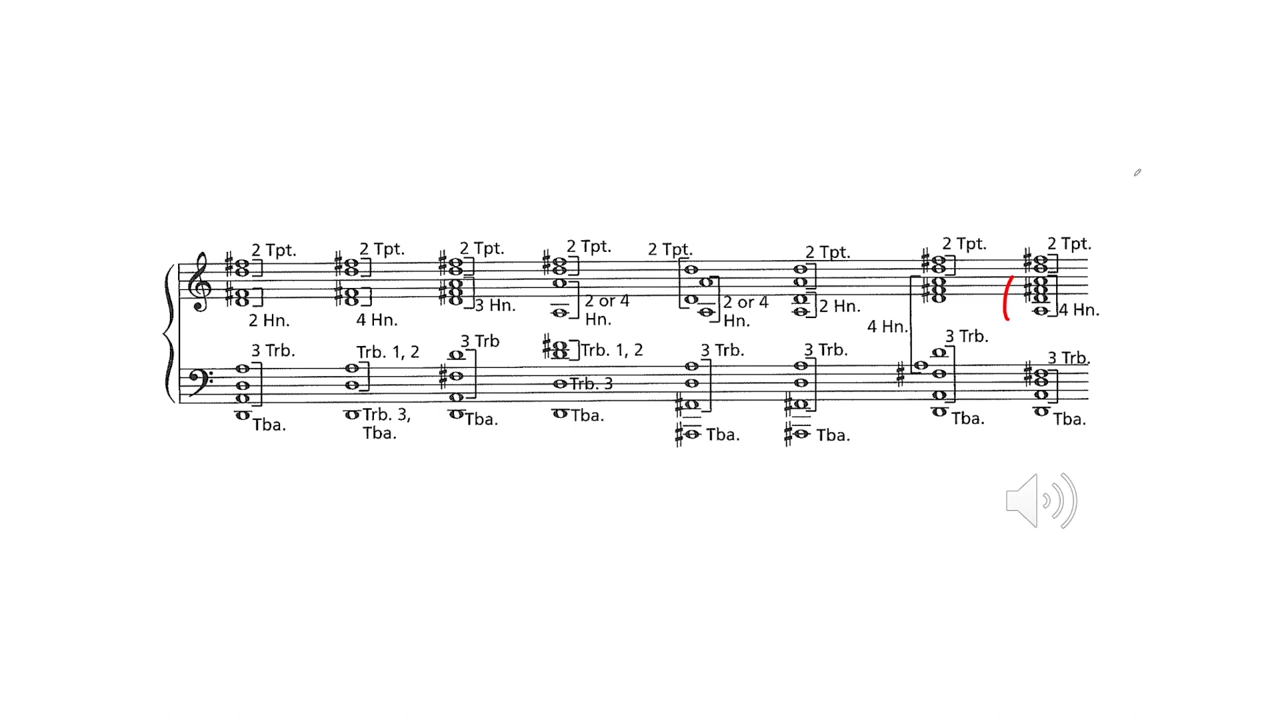 2 Tpt. 2 Tpt. 2 Tpt. 2 Tpt. 2 Tpt. 2 Tpt. 2 Tpt. 2 Tpt.
2 Hn. 4 Hn. 3 Hn. 2 or 4 Hn. 2 or 4 Hn. 2 Hn. 4 Hn. 4 Hn.
3 Trb. Trb. 1, 2 3 Trb Trb. 1, 2 3 Trb. 3 Trb. 3 Trb. 3 Trb.
Trb. 3
Tba. Trb. 3, Tba. Tba. Tba. Tba. Tba. Tba. Tba.